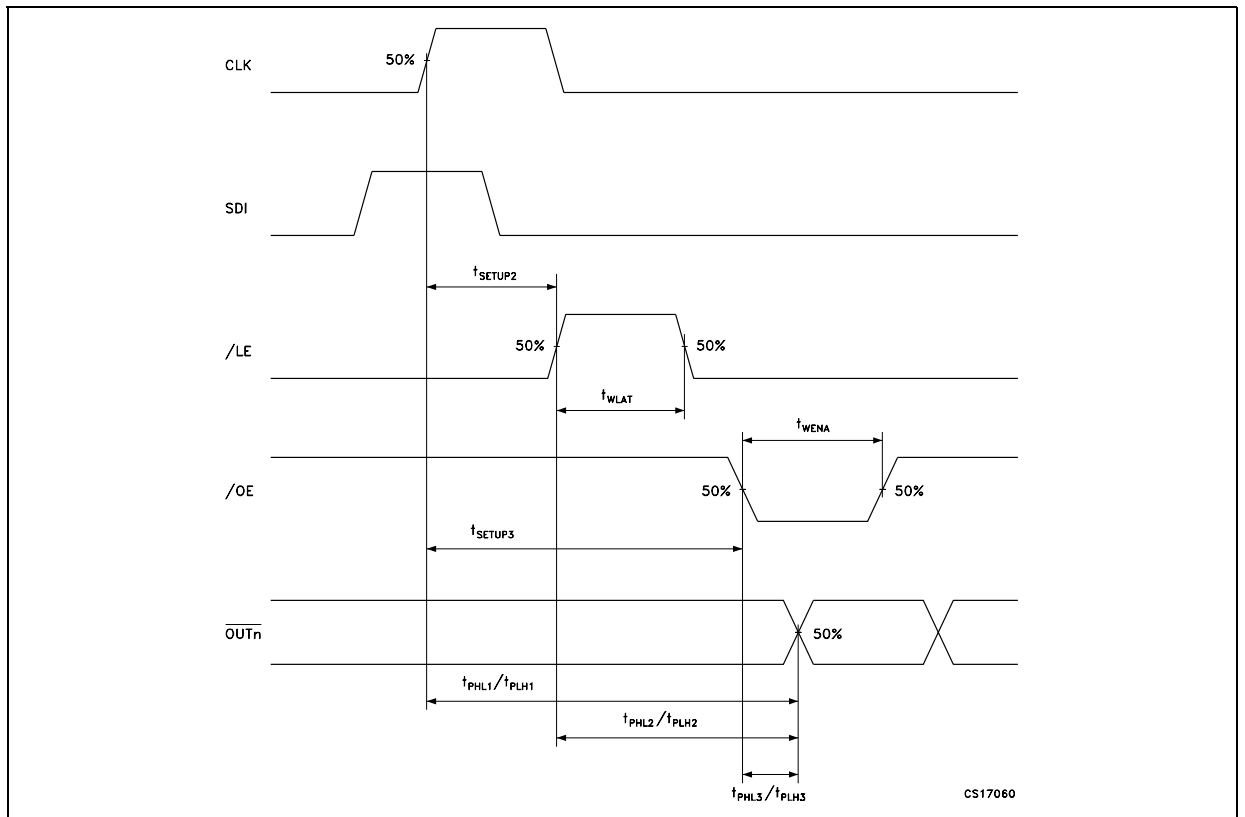 CLK
50%
SDI
tSETUP2
/LE
50%
50%
tWLAT
tWENA
/OE
50%
50%
tSETUP3
OUTn
50%
tPHL1/tPLH1
tPHL2/tPLH2
tPHL3/tPLH3
CS17060